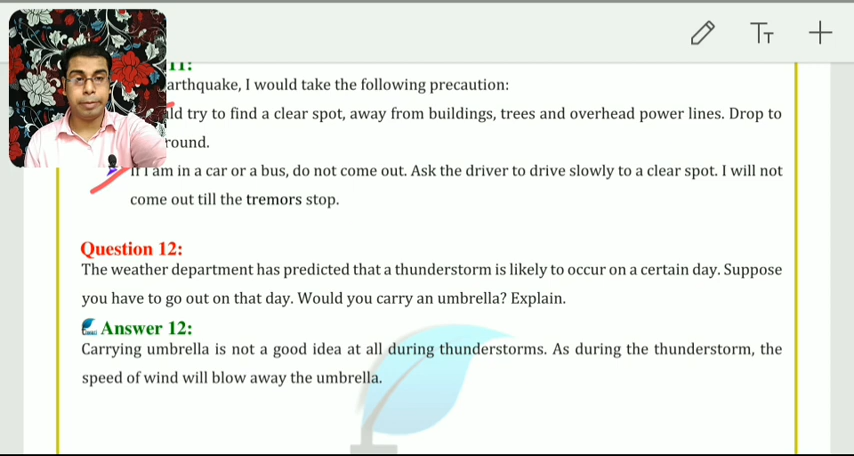 11:
arthquake, I would take the following precaution:
ld try to find a clear spot, away from buildings, trees and overhead power lines. Drop to
round.
If I am in a car or a bus, do not come out. Ask the driver to drive slowly to a clear spot. I will not
come out till the tremors stop.
Question 12:
The weather department has predicted that a thunderstorm is likely to occur on a certain day. Suppose
you have to go out on that day. Would you carry an umbrella? Explain.
Answer 12:
Carrying umbrella is not a good idea at all during thunderstorms. As during the thunderstorm, the
speed of wind will blow away the umbrella.